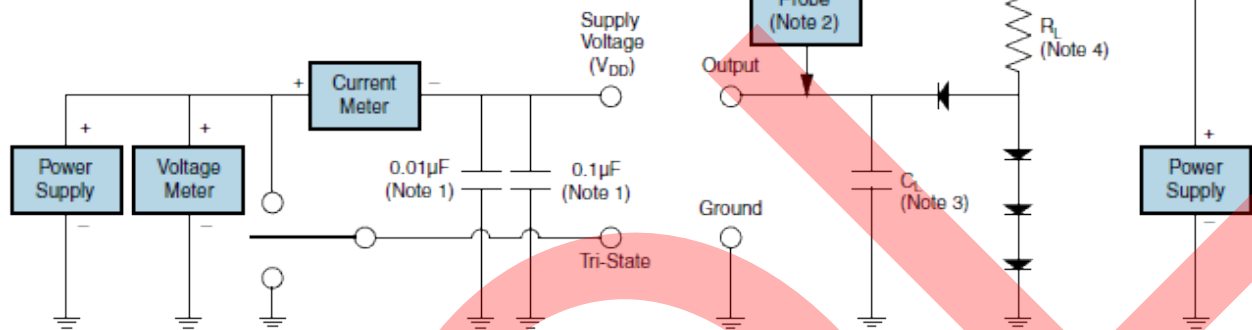 Probe
(Note 2)
Supply
Voltage
(VDD)
Output
RL
(Note 4)
+
Current
Meter
–
+
Power
Supply
–
+
Voltage
Meter
–
0.01µF
(Note 1)
0.1µF
(Note 1)
CL
(Note 3)
+
Power
Supply
–
Ground
Tri-State